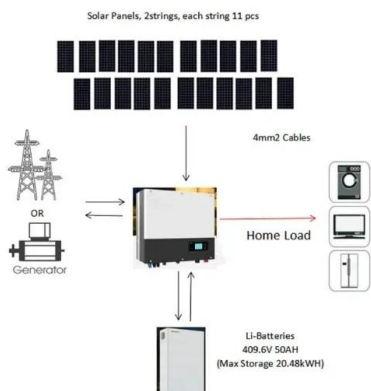 Solar Panels, 2strings, each string 11 pcs
4mm2 Cables
OR
Generator
Home Load
Li-Batteries
409.6V 50AH
(Max Storage 20.48kWH)